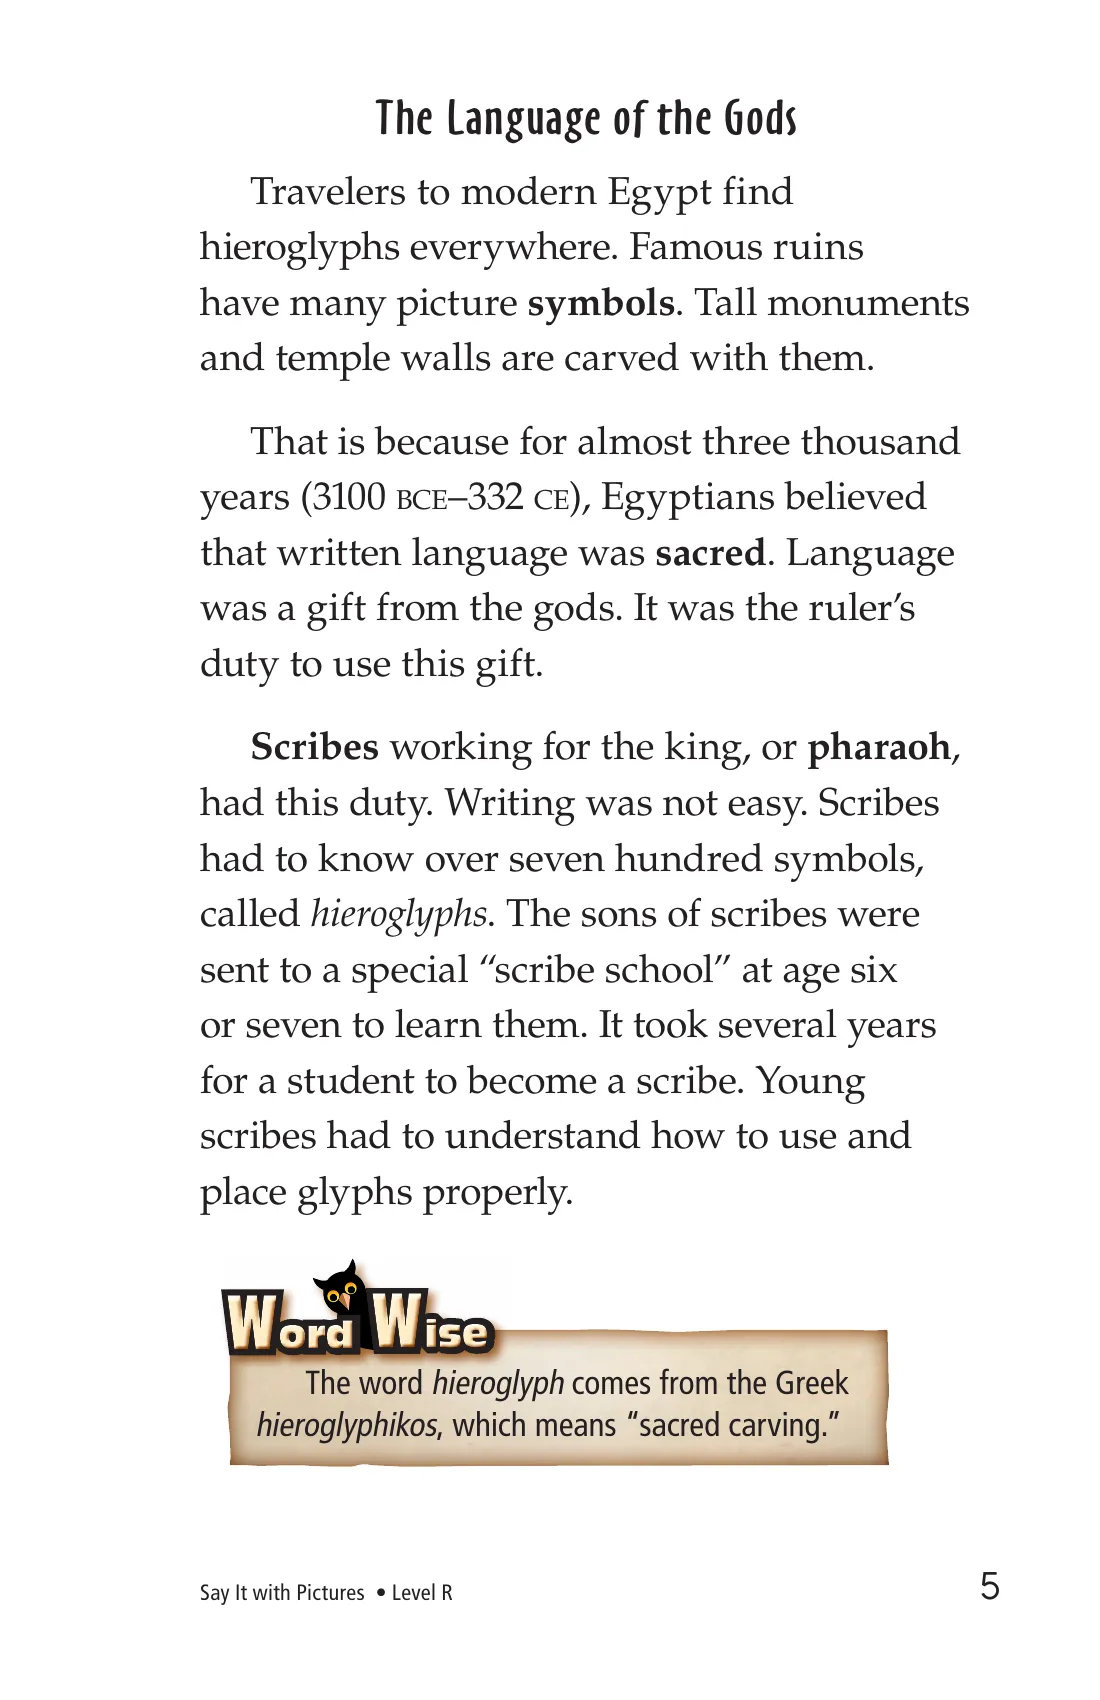 The Language of the Gods
Travelers to modern Egypt find
hieroglyphs everywhere. Famous ruins
have many picture symbols. Tall monuments
and temple walls are carved with them.
That is because for almost three thousand
years (3100 BCE–332 CE), Egyptians believed
that written language was sacred. Language
was a gift from the gods. It was the ruler’s
duty to use this gift.
Scribes working for the king, or pharaoh,
had this duty. Writing was not easy. Scribes
had to know over seven hundred symbols,
called hieroglyphs. The sons of scribes were
sent to a special “scribe school” at age six
or seven to learn them. It took several years
for a student to become a scribe. Young
scribes had to understand how to use and
place glyphs properly.
Word Wise
The word hieroglyph comes from the Greek
hieroglyphikos, which means “sacred carving.”
Say It with Pictures • Level R
5